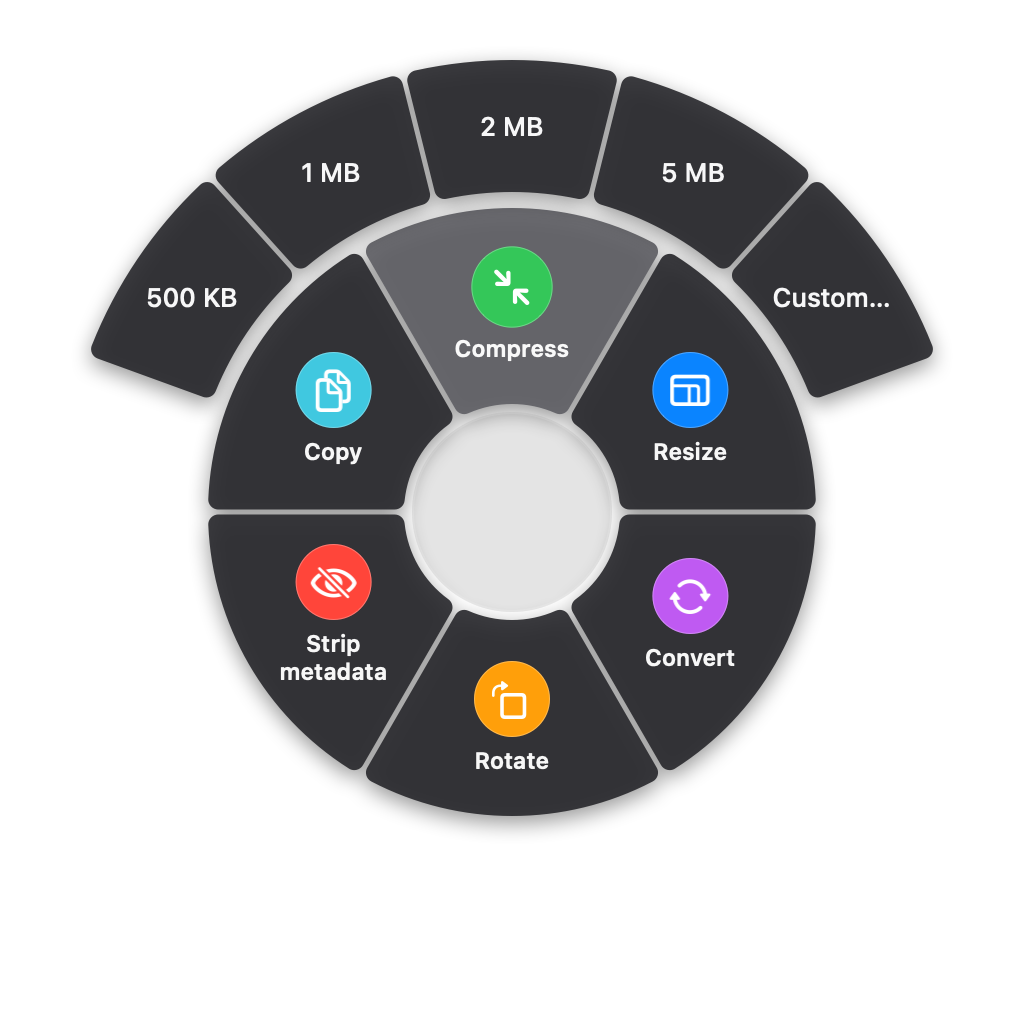 500 KB
1 MB
2 MB
5 MB
Custom...
Compress
Copy
Resize
Strip
metadata
Convert
Rotate